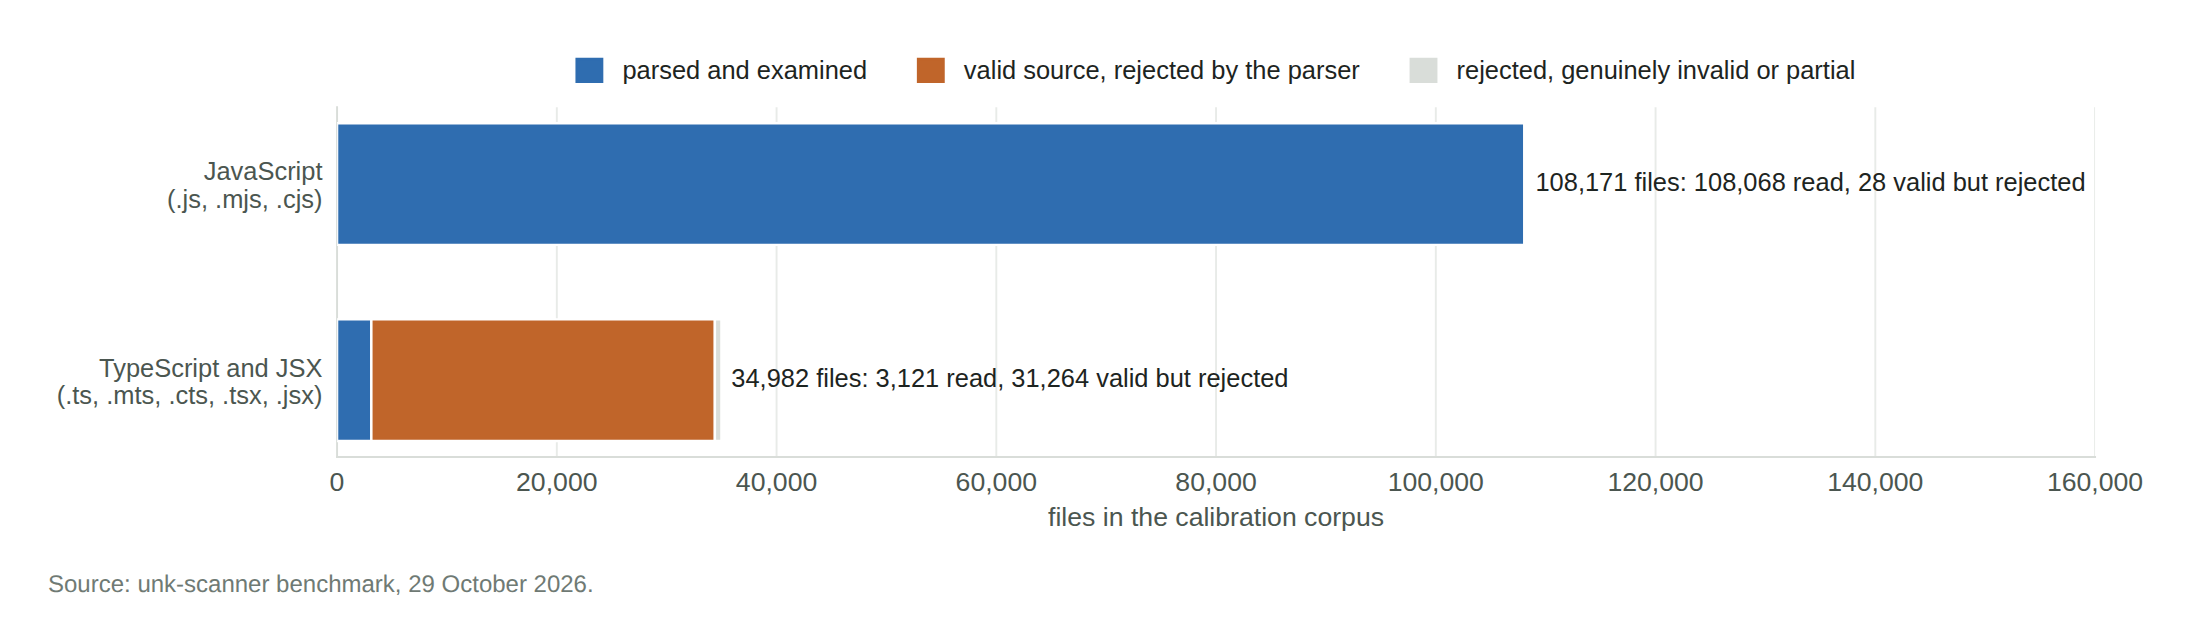 parsed and examined
valid source, rejected by the parser
rejected, genuinely invalid or partial
JavaScript
(.js, .mjs, .cjs)
108,171 files: 108,068 read, 28 valid but rejected
TypeScript and JSX
(.ts, .mts, .cts, .tsx, .jsx)
34,982 files: 3,121 read, 31,264 valid but rejected
0
20,000
40,000
60,000
80,000
100,000
120,000
140,000
160,000
files in the calibration corpus
Source: unk-scanner benchmark, 29 October 2026.